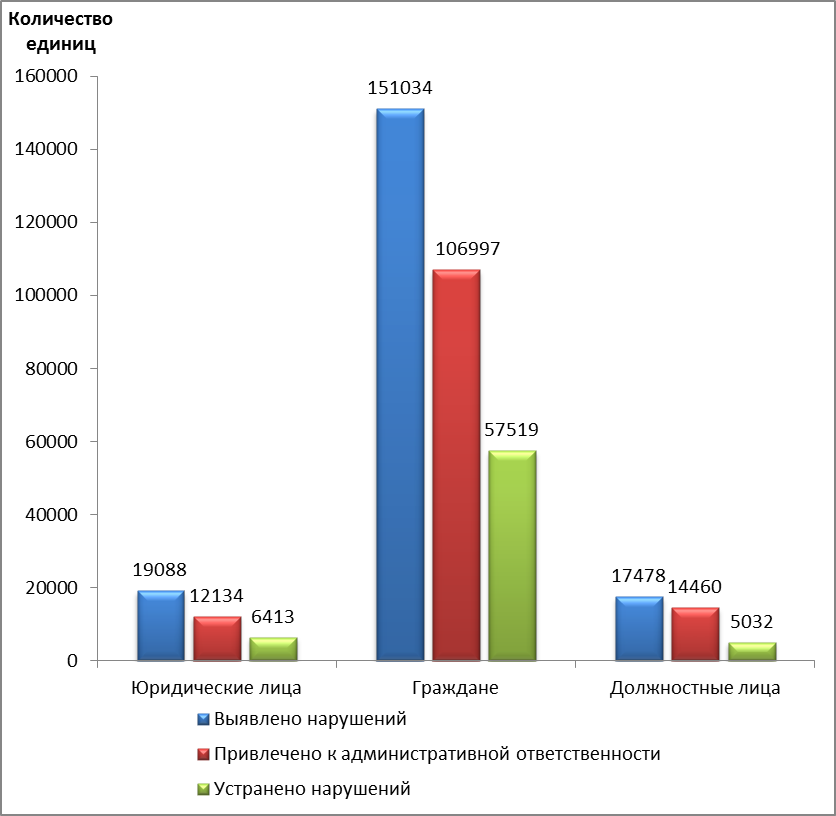 Количество
единиц
160000
140000
120000
100000
80000
60000
40000
20000
0
19088
12134
6413
151034
106997
57519
17478
14460
5032
Юридические лица
Граждане
Должностные лица
Выявлено нарушений
Привлечено к административной ответственности
Устранено нарушений